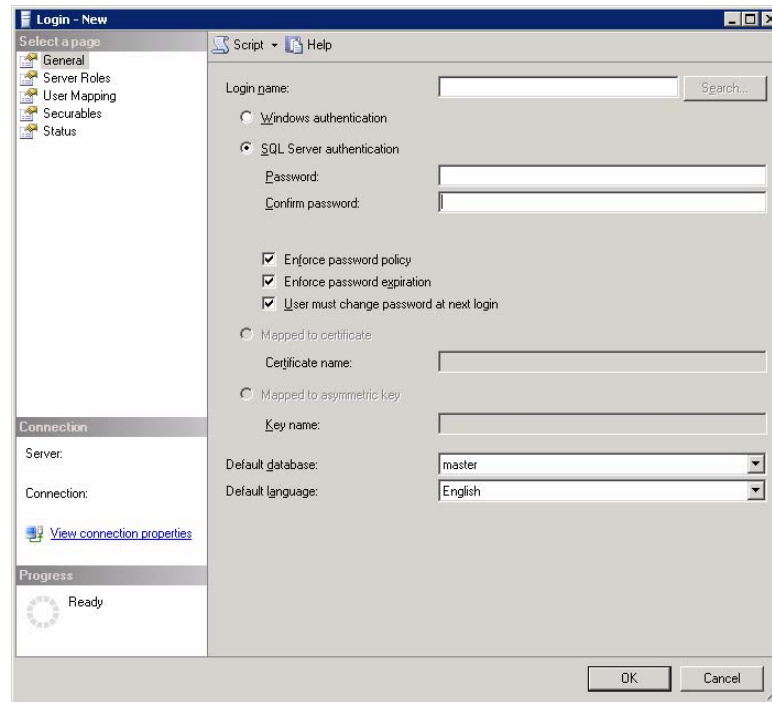 Login - New
Select a page
General
Server Roles
User Mapping
Securables
Status
Connection
Server:
Connection:
View connection properties
Progress
Ready
Script Help
Login name: Search...
Windows authentication
SQL Server authentication
Password:
Confirm password:
Enforce password policy
Enforce password expiration
User must change password at next login
Mapped to certificate
Certificate name:
Mapped to asymmetric key
Key name:
Default database: master
Default language: English
OK Cancel